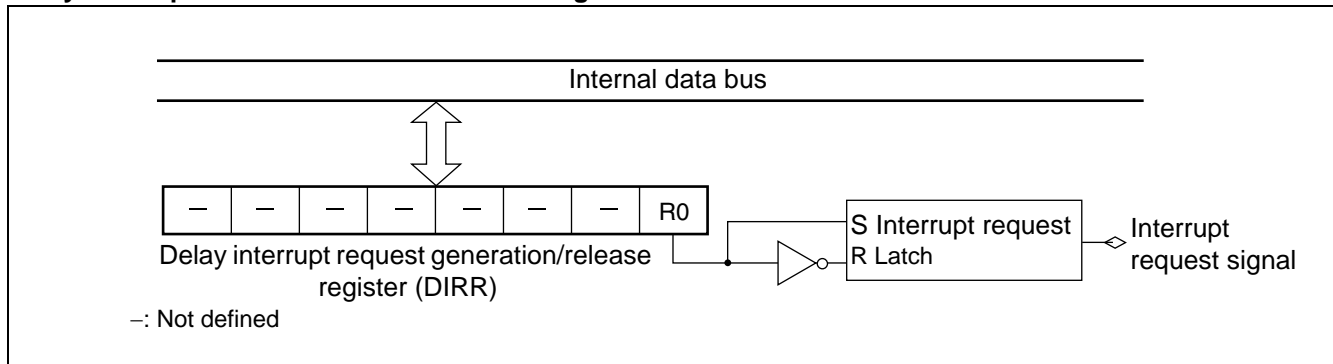 Internal data bus
– – – – – – – R0
Delay interrupt request generation/release
register (DIRR)
S Interrupt request
R Latch
Interrupt
request signal
–: Not defined